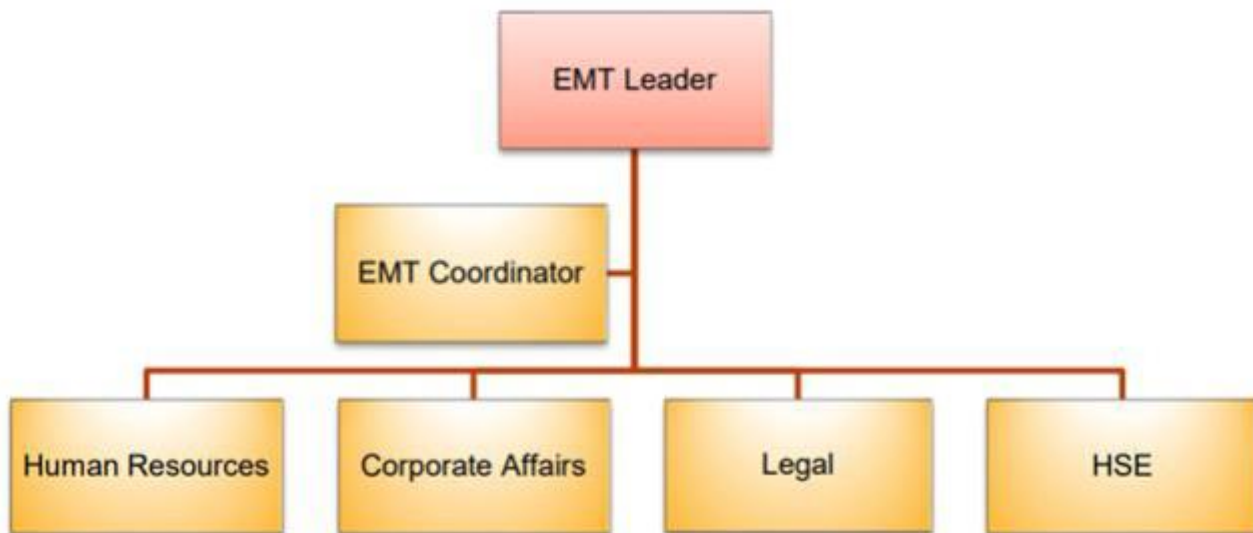 EMT Leader
EMT Coordinator
Human Resources
Corporate Affairs
Legal
HSE